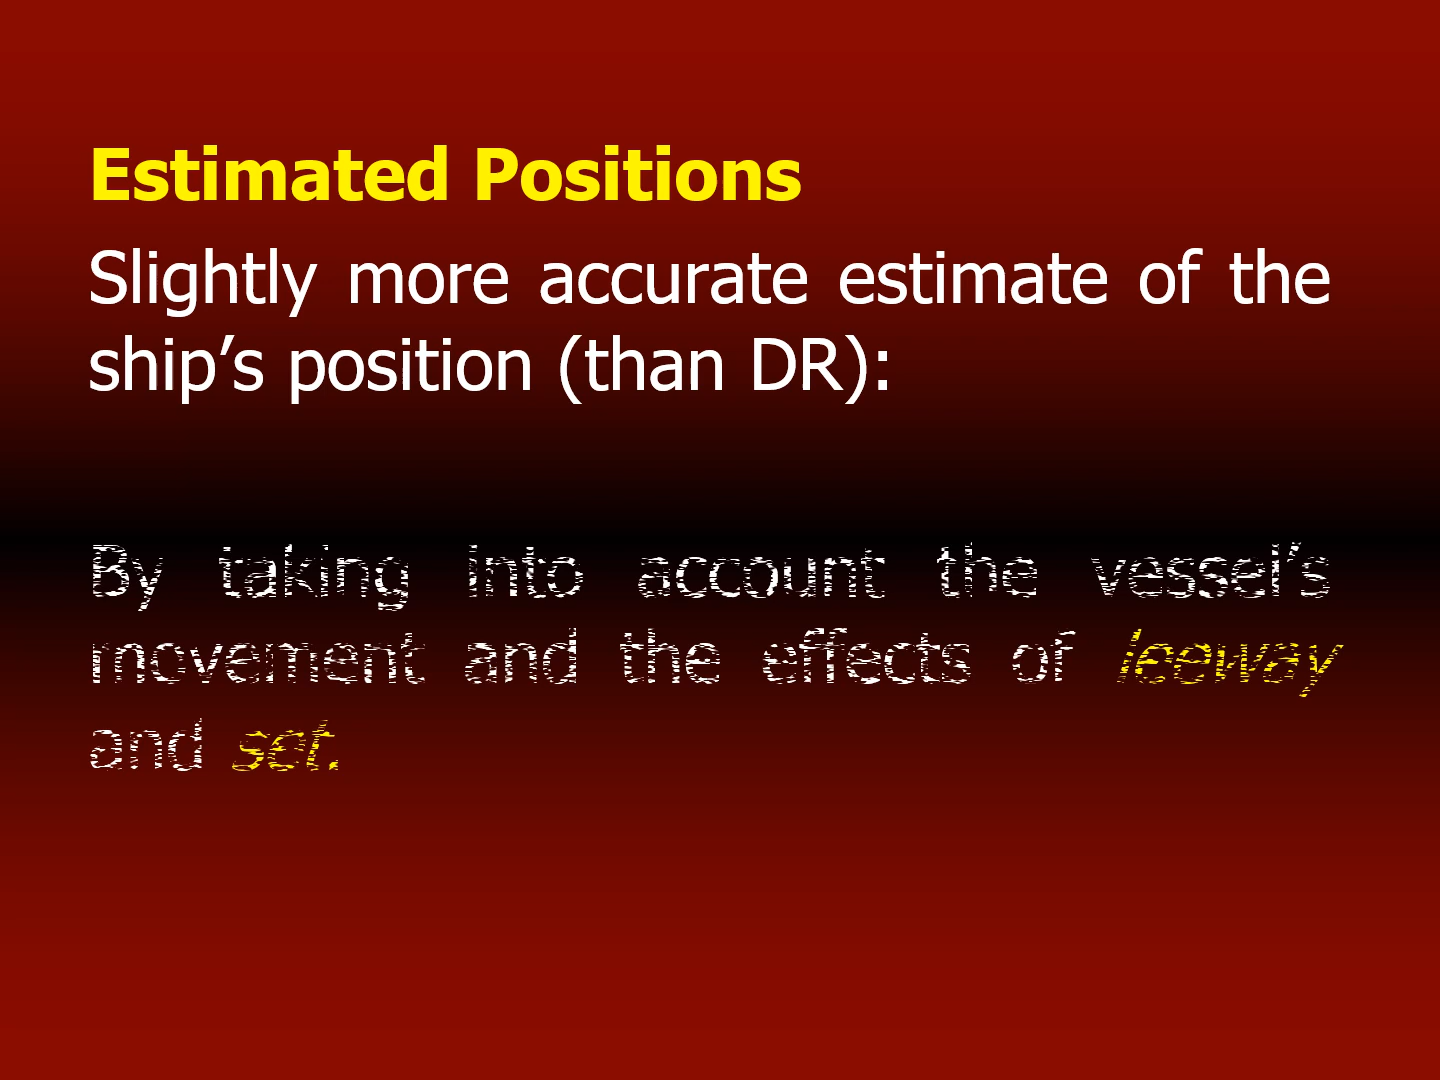 Estimated Positions
Slightly more accurate estimate of the
ship’s position (than DR):
By taking into account the vessel’s
movement and the effects of leeway
and set.